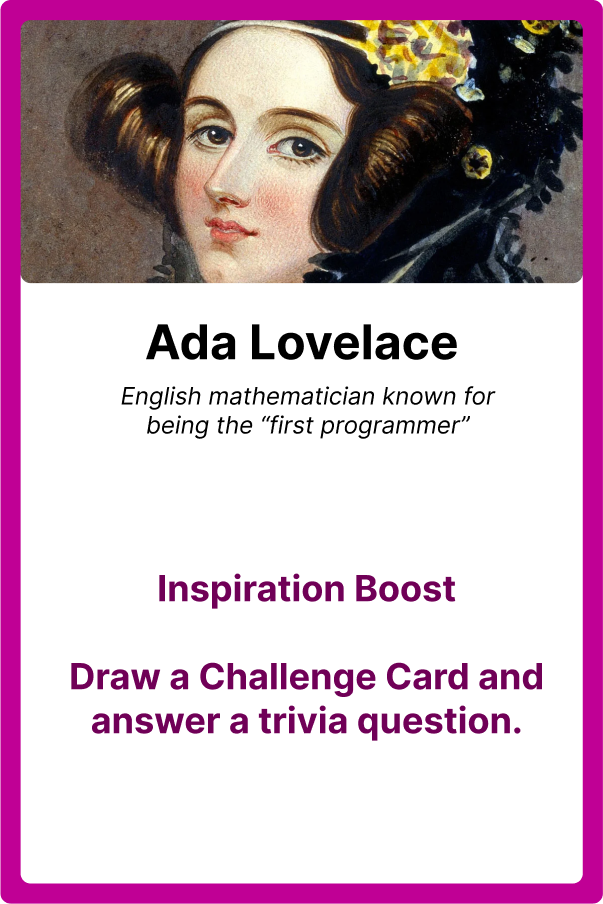 Ada Lovelace
English mathematician known for
being the “first programmer”
Inspiration Boost
Draw a Challenge Card and
answer a trivia question.